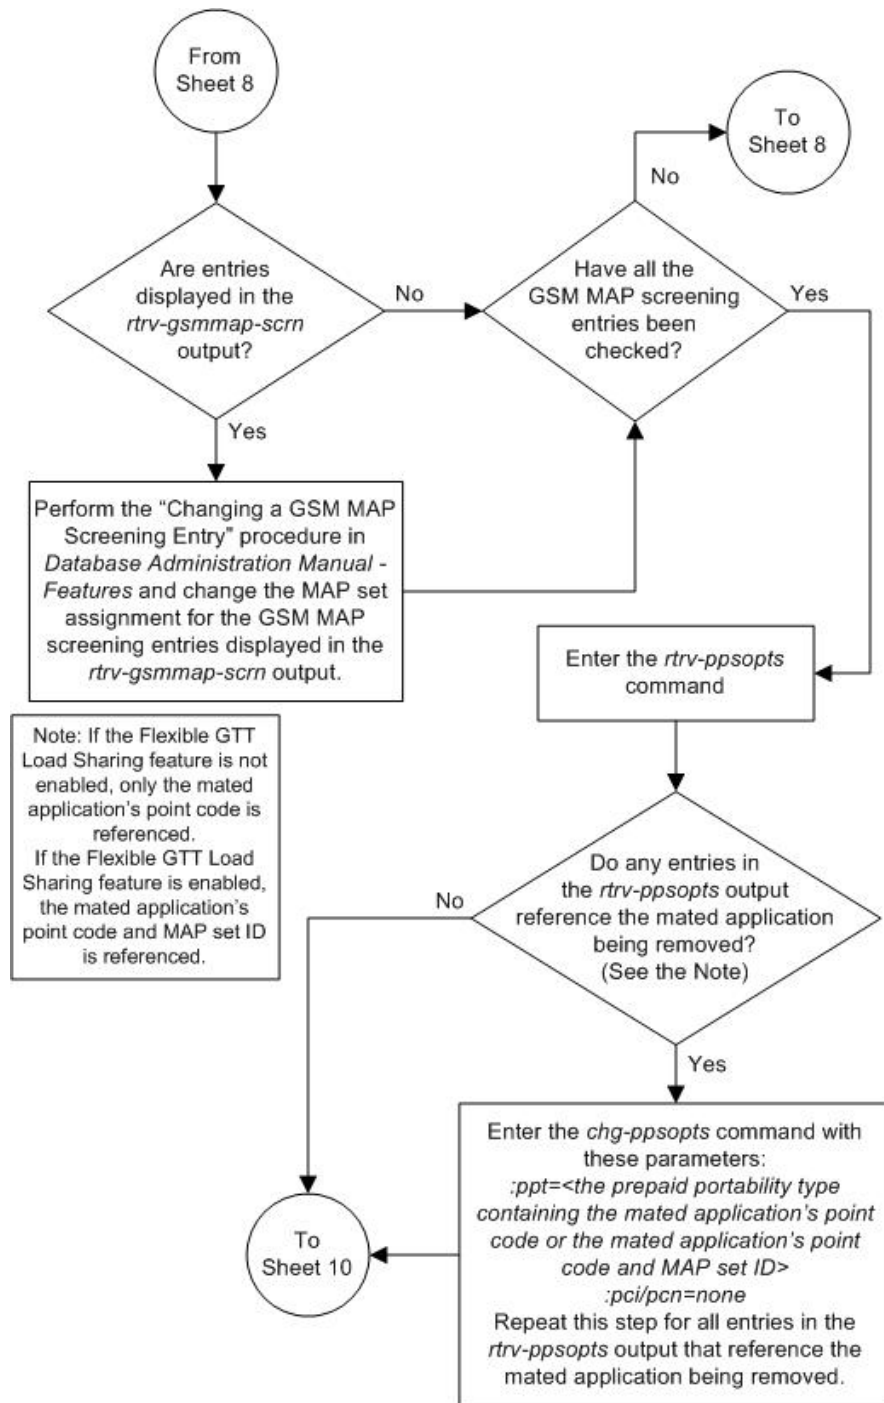 From
Sheet 8
To
Sheet 8
No
Are entries
displayed in the
rtrv-gsmmap-scrn
output?
No
Have all the
GSM MAP screening
entries been
checked?
Yes
Yes
Perform the “Changing a GSM MAP
Screening Entry” procedure in
Database Administration Manual -
Features and change the MAP set
assignment for the GSM MAP
screening entries displayed in the
rtrv-gsmmap-scrn output.
Enter the rtrv-ppsopts
command
Note: If the Flexible GTT
Load Sharing feature is not
enabled, only the mated
application’s point code is
referenced.
If the Flexible GTT Load
Sharing feature is enabled,
the mated application’s
point code and MAP set ID
is referenced.
Do any entries in
the rtrv-ppsopts output
reference the mated application
being removed?
(See the Note)
No
Yes
Enter the chg-ppsopts command with
these parameters:
:ppt=<the prepaid portability type
containing the mated application’s point
code or the mated application’s point
code and MAP set ID>
:pci/pcn=none
Repeat this step for all entries in the
rtrv-ppsopts output that reference the
mated application being removed.
To
Sheet 10